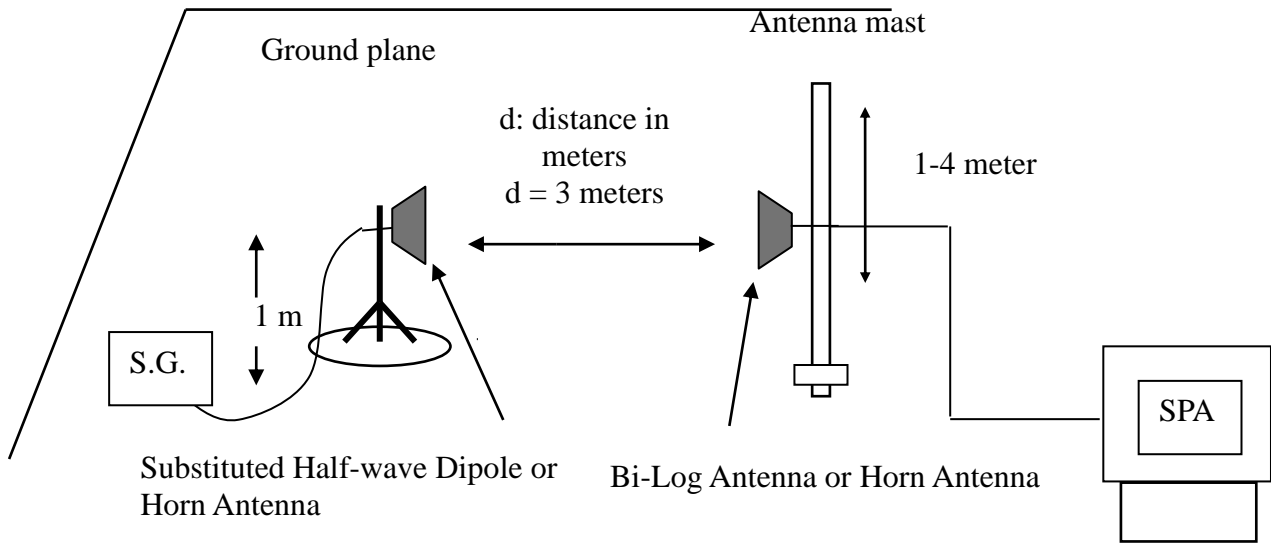 Antenna mast
Ground plane
d: distance in
meters
d = 3 meters
1-4 meter
1 m
S.G.
SPA
Substituted Half-wave Dipole or
Horn Antenna
Bi-Log Antenna or Horn Antenna